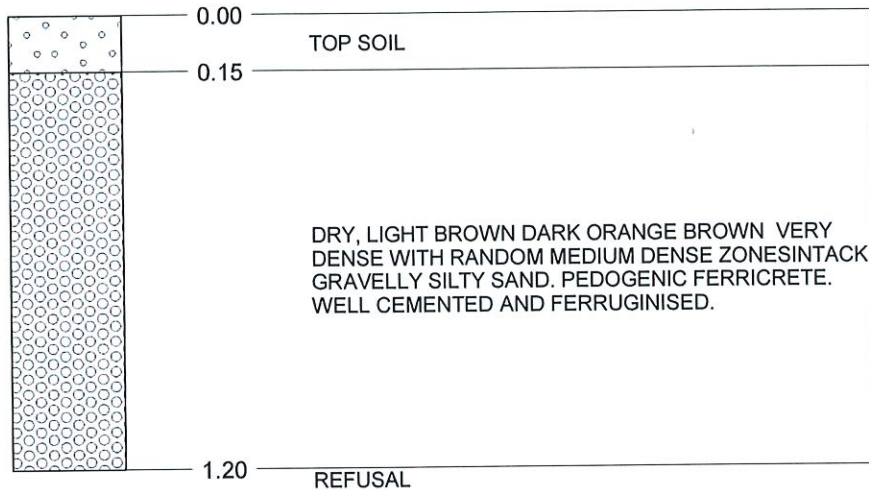 0.00
TOP SOIL
0.15
DRY, LIGHT BROWN DARK ORANGE BROWN VERY
DENSE WITH RANDOM MEDIUM DENSE ZONESINTACK
GRAVELLY SILTY SAND. PEDOGENIC FERRICRETE.
WELL CEMENTED AND FERRUGINISED.
1.20
REFUSAL